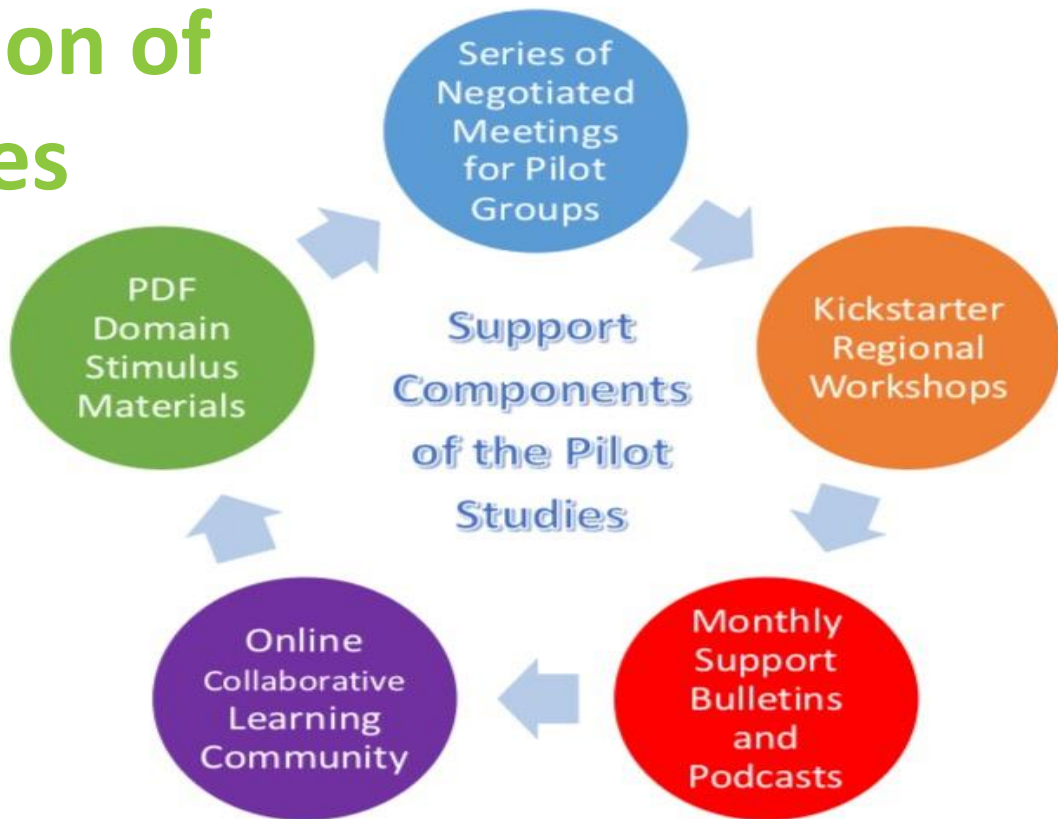 on of
es
Series of
Negotiated
Meetings
for Pilot
Groups
Kickstarter
Regional
Workshops
Monthly
Support
Bulletins
and
Podcasts
Online
Collaborative
Learning
Community
PDF
Domain
Stimulus
Materials
Support
Components
of the Pilot
Studies